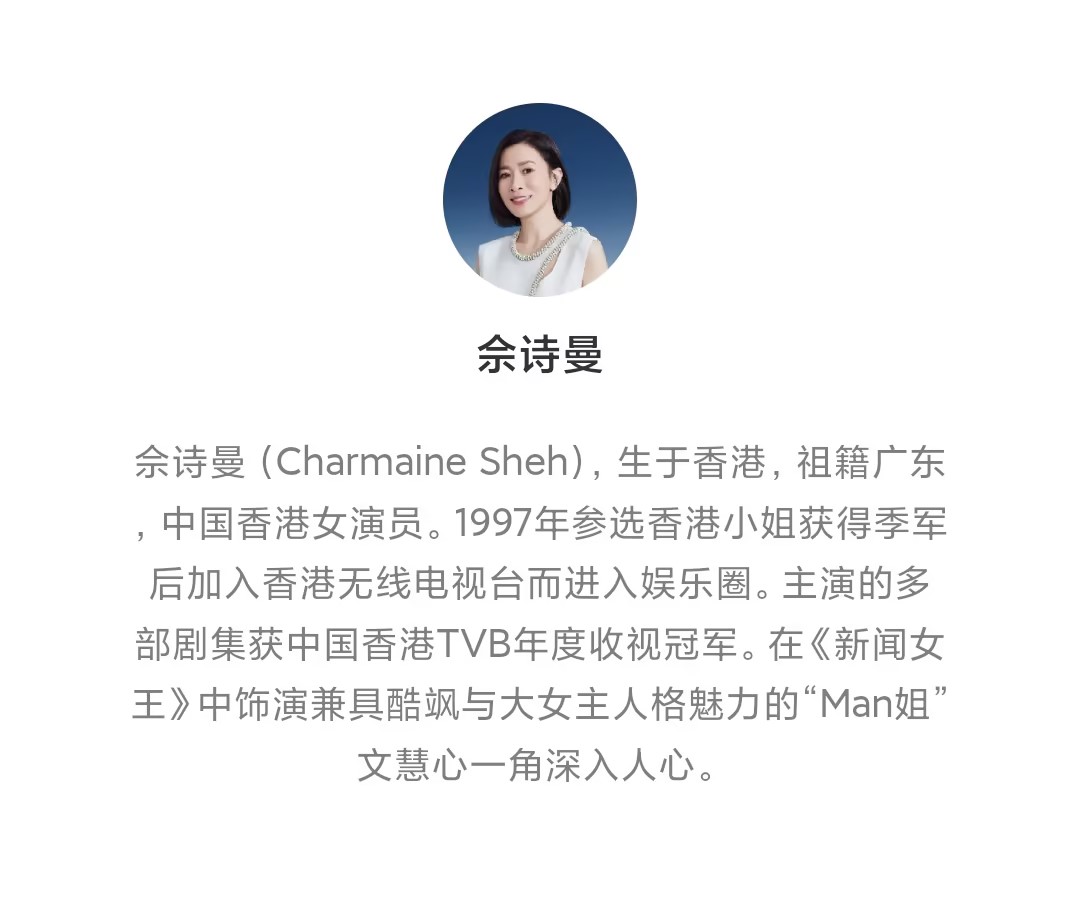 佘诗曼
佘诗曼（Charmaine Sheh），生于香港，祖籍广东
，中国香港女演员。1997年参选香港小姐获得季军
后加入香港无线电视台而进入娱乐圈。主演的多
部剧集获中国香港TVB年度收视冠军。在《新闻女
王》中饰演兼具酷飒与大女主人格魅力的“Man姐”
文慧心一角深入人心。